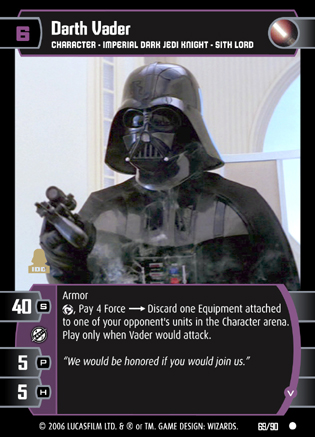 6
Darth Vader
CHARACTER - IMPERIAL DARK JEDI KNIGHT - SITH LORD
IDC
40 S
Armor
, Pay 4 Force → Discard one Equipment attached
to one of your opponent's units in the Character arena.
Play only when Vader would attack.
5 P
"We would be honored if you would join us."
5 H
V
© 2006 LUCASFILM LTD. & ® or TM. GAME DESIGN: WIZARDS.
68/90